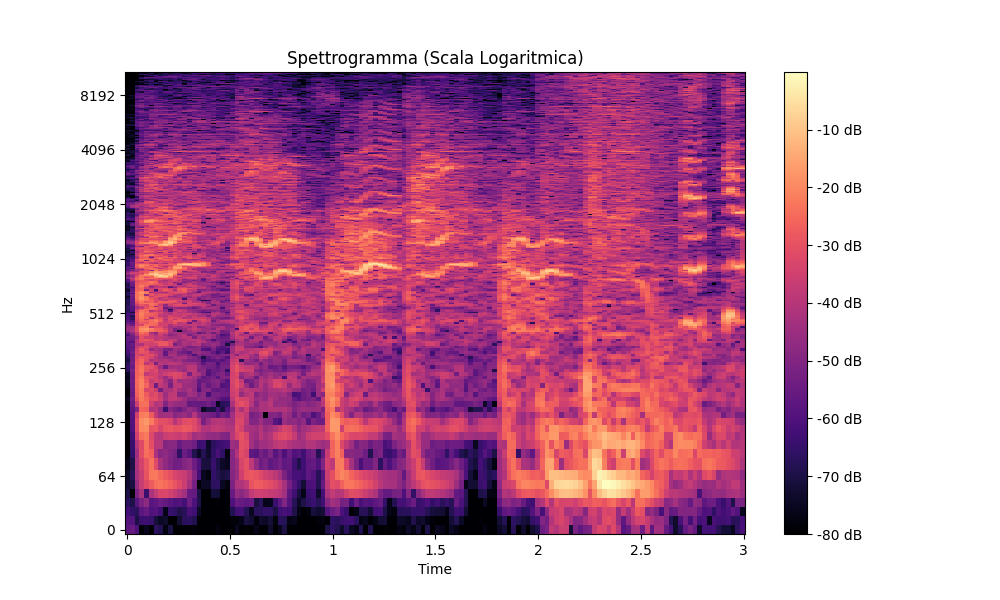 Spettrogramma (Scala Logaritmica)
8192
4096
2048
1024
512
256
128
64
0
Hz
0
0.5
1
1.5
2
2.5
3
Time
-10 dB
-20 dB
-30 dB
-40 dB
-50 dB
-60 dB
-70 dB
-80 dB